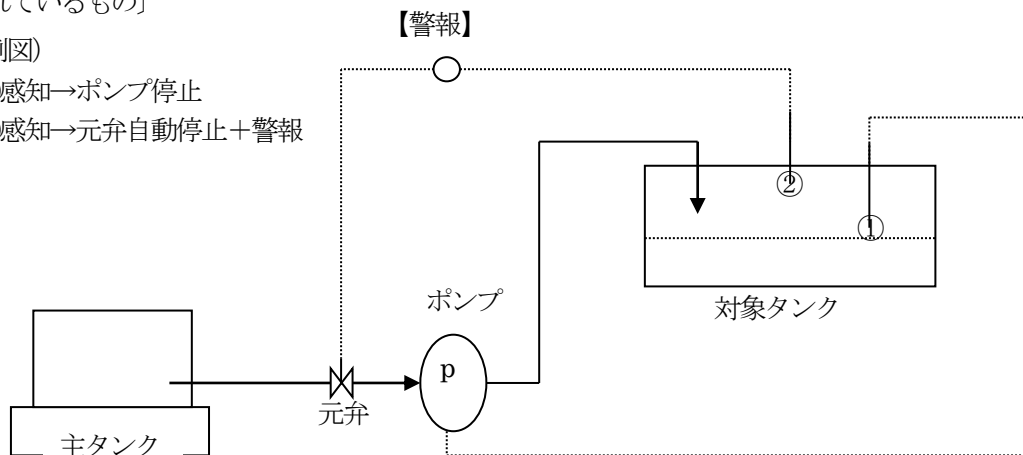 れているもの〕
【警報】
例図)
感知→ポンプ停止
感知→元弁自動停止＋警報
②
①
ポンプ
対象タンク
p
元弁
主タンク